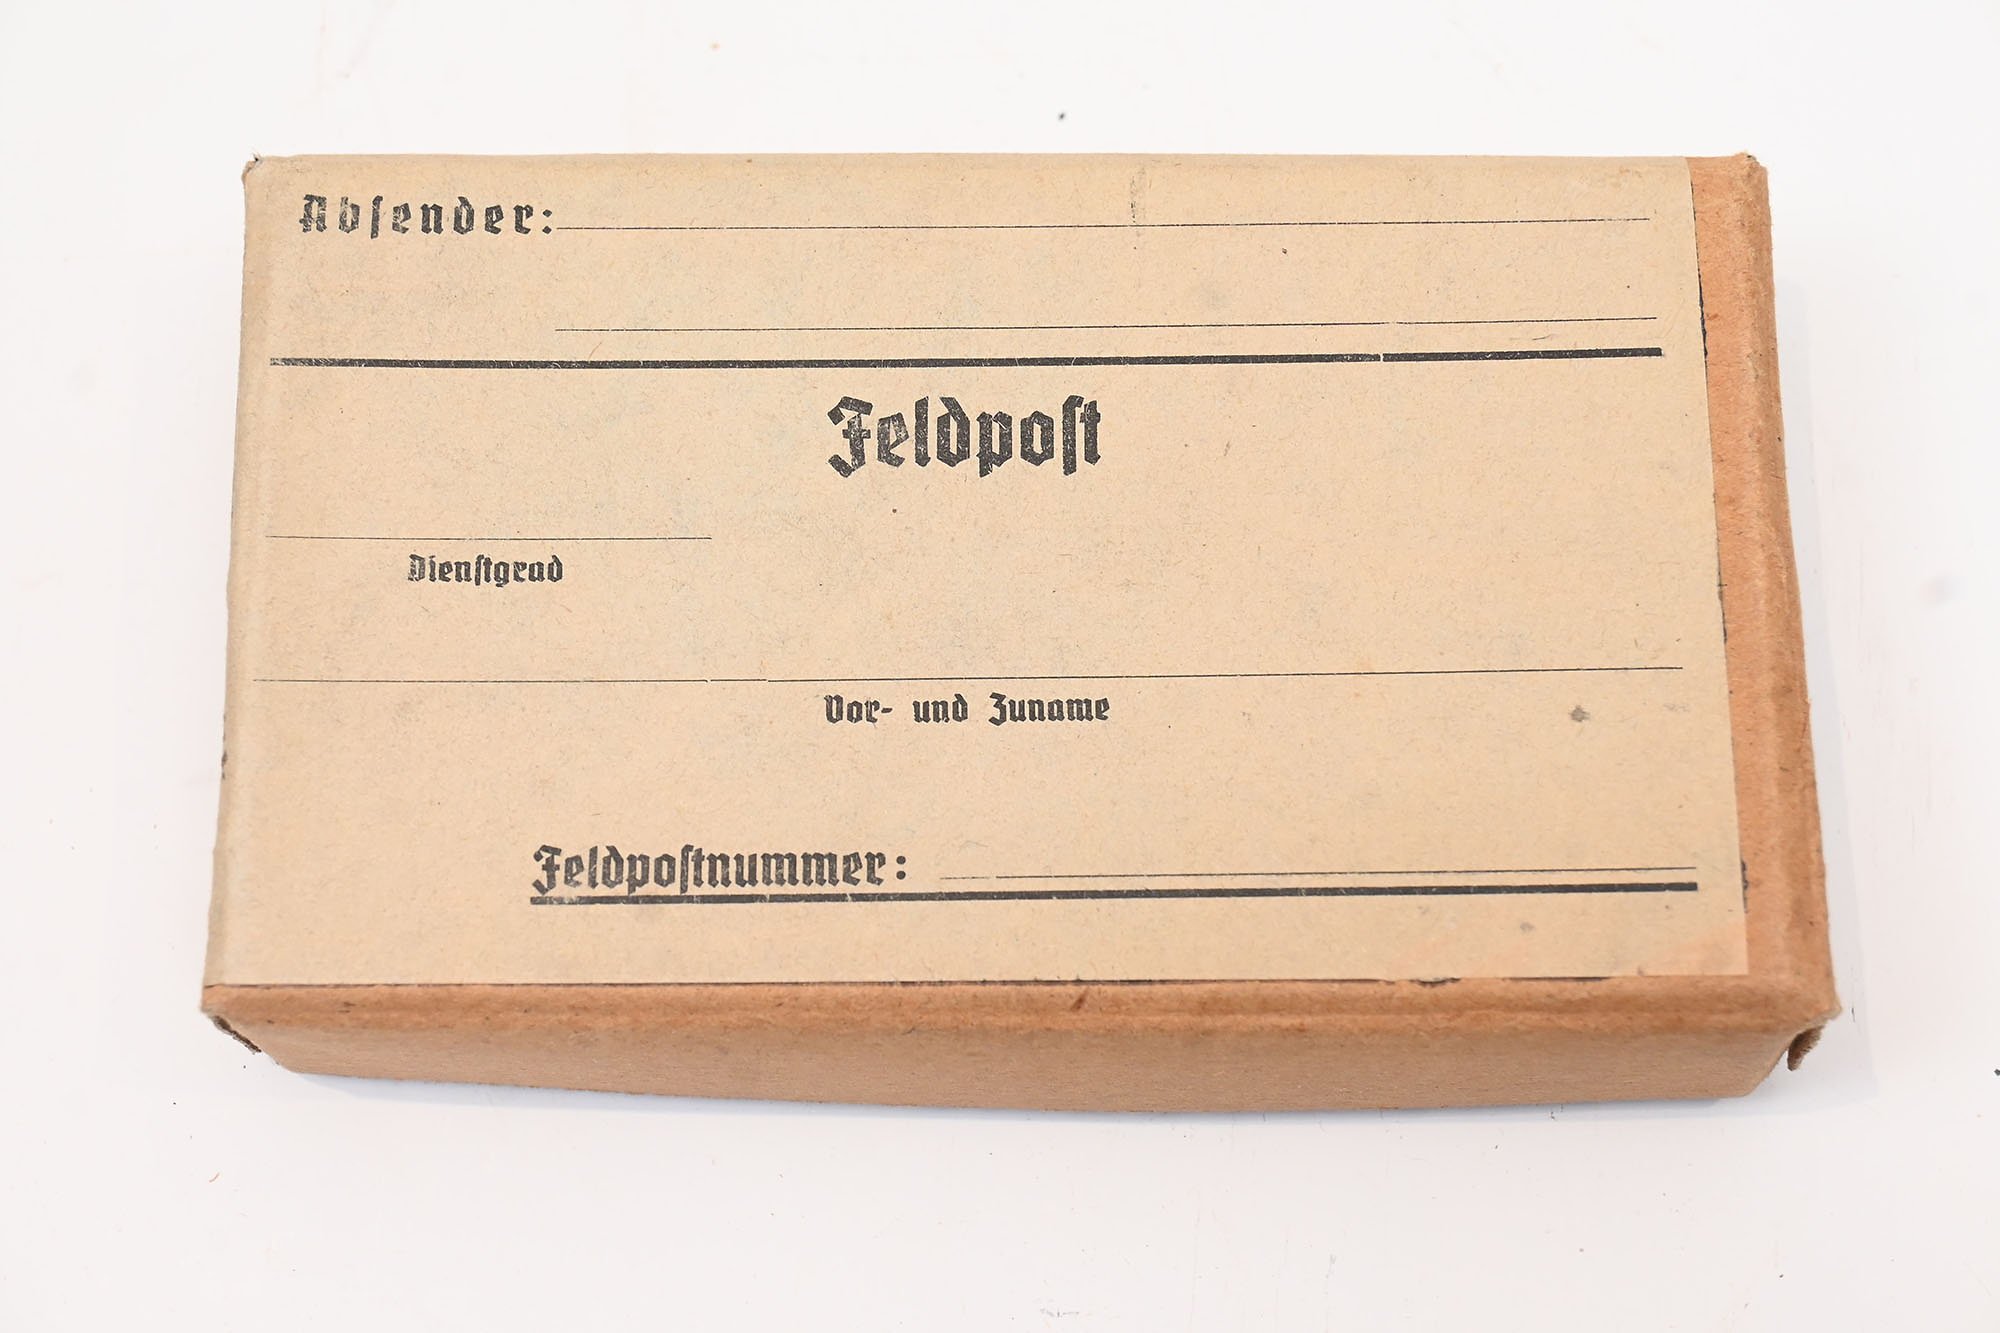 Absender:
Feldpost
Dienstgrad
Vor- und Zuname
Feldpostnummer: